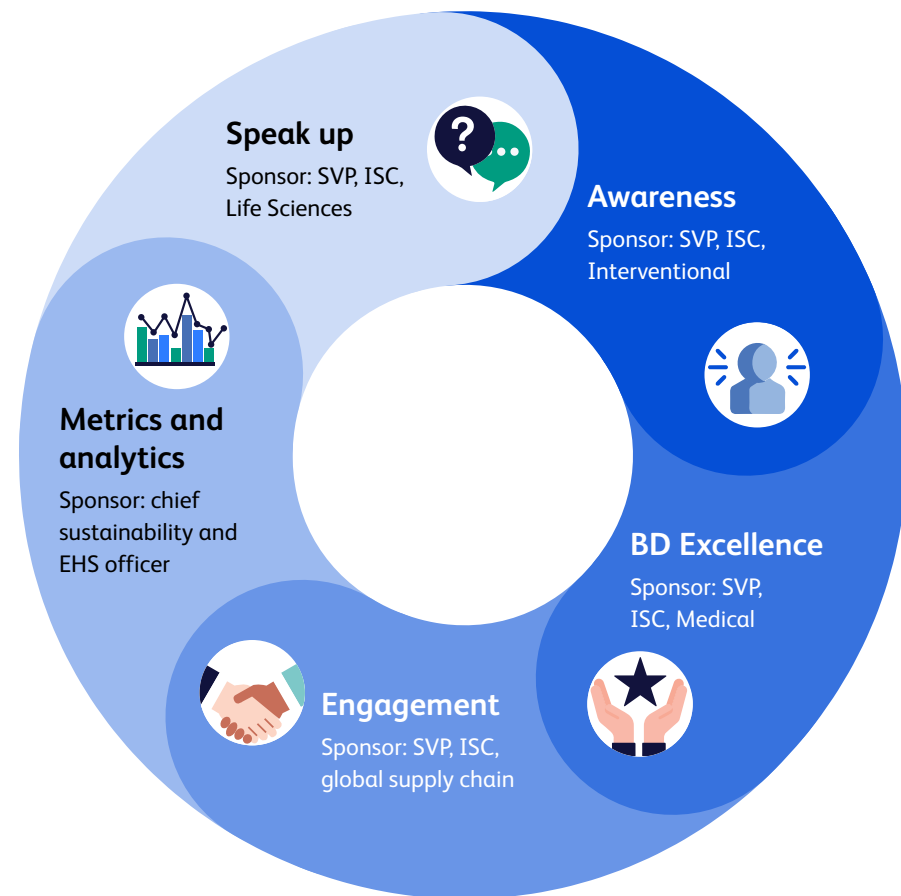 Speak up
Sponsor: SVP, ISC,
Life Sciences
Awareness
Sponsor: SVP, ISC,
Interventional
BD Excellence
Sponsor: SVP,
ISC, Medical
Engagement
Sponsor: SVP, ISC,
global supply chain
Metrics and
analytics
Sponsor: chief
sustainability and
EHS officer
?